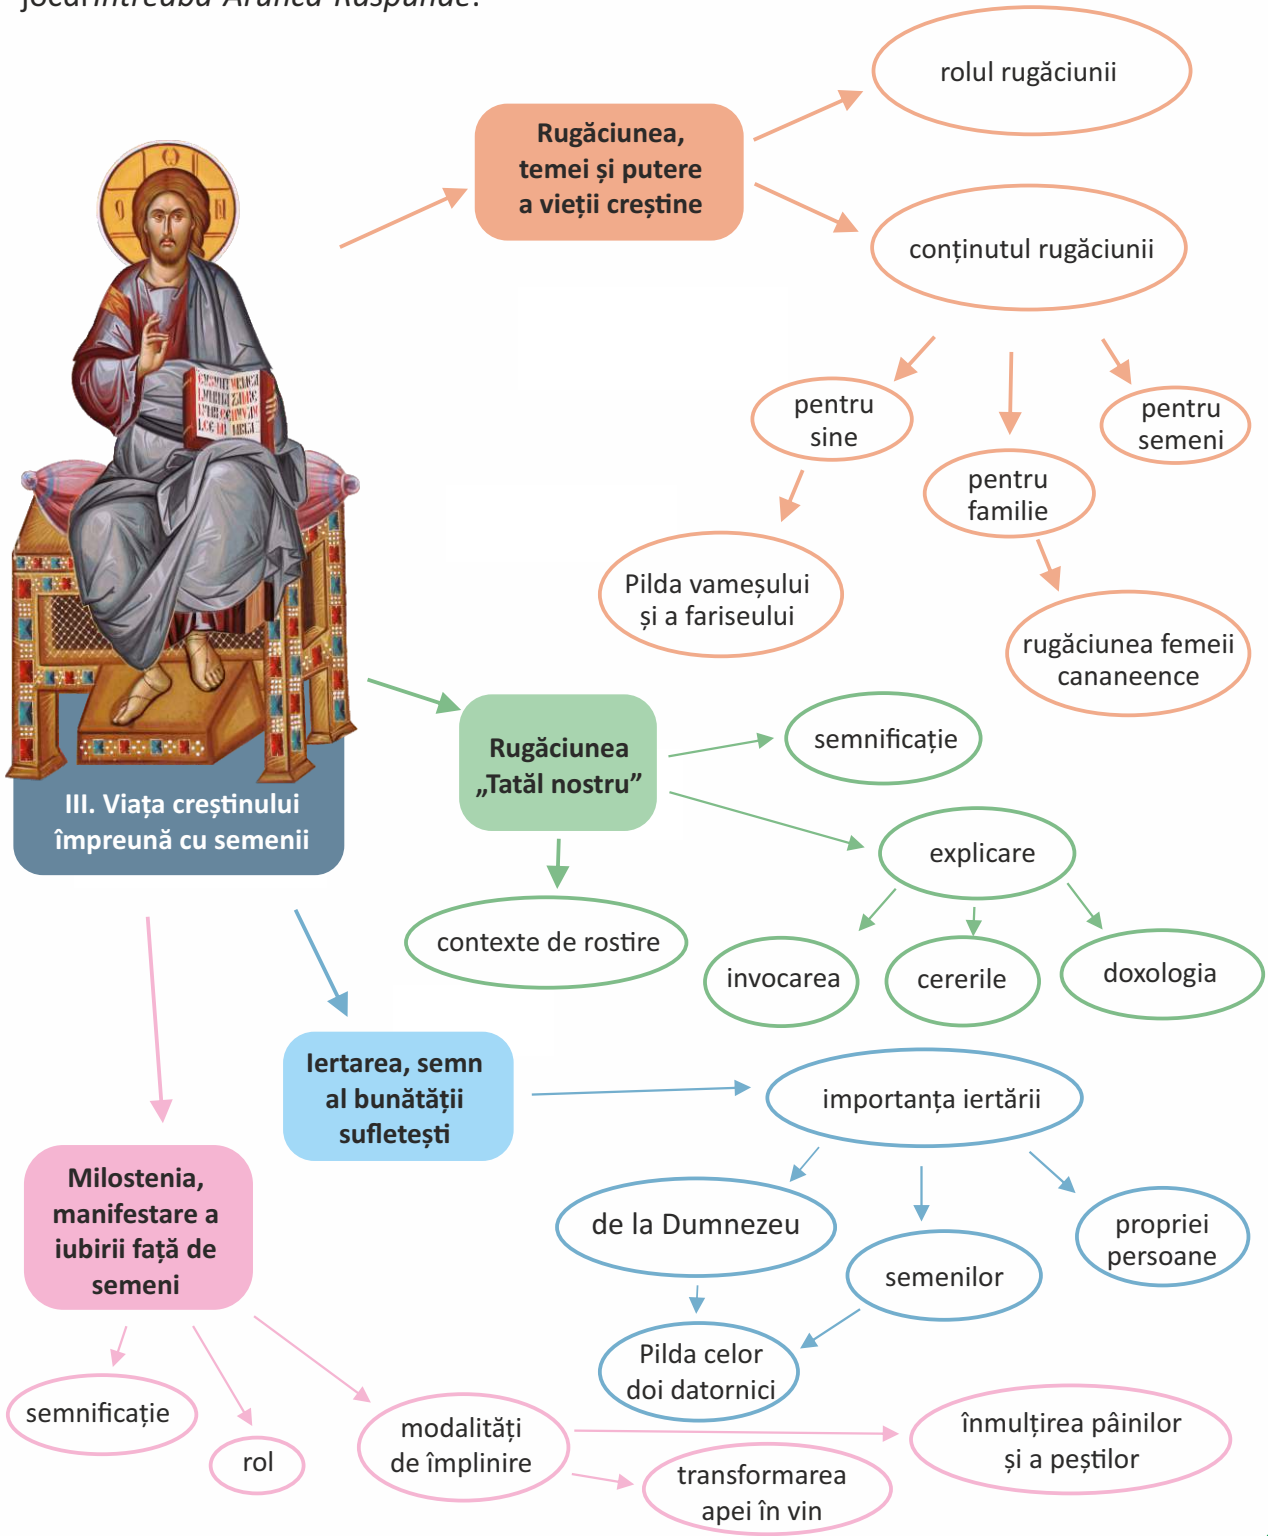 jocul Întreabă-Aruncă-Răspunde.
rolul rugăciunii
Rugăciunea,
temei și putere
a vieții creștine
conținutul rugăciunii
pentru
sine
pentru
semeni
pentru
familie
Pilda vameșului
și a fariseului
rugăciunea femeii
cananeence
Rugăciunea
„Tatăl nostru”
semnificație
III. Viața creștinului
împreună cu semenii
explicare
contexte de rostire
invocarea
cererile
doxologia
Iertarea, semn
al bunătății
sufletești
importanța iertării
Milostenia,
manifestare a
iubirii față de
semeni
de la Dumnezeu
semenilor
propriei
persoane
Pilda celor
doi datornici
semnificație
rol
modalități
de împlinire
înmulțirea pâinilor
și a peștilor
transformarea
apei în vin